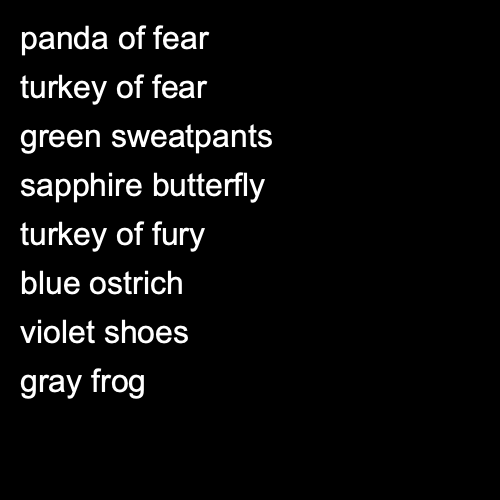 panda of fear
turkey of fear
green sweatpants
sapphire butterfly
turkey of fury
blue ostrich
violet shoes
gray frog